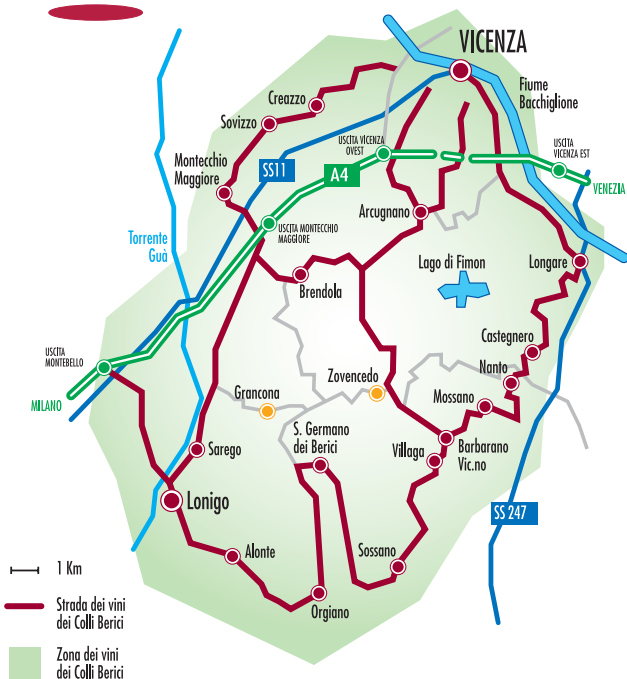 VICENZA
Fiume
Bacchiglione
Creazzo
Sovizzo
USCITA VICENZA
OVEST
USCITA
VICENZA EST
Montecchio
Maggiore
SS11
A4
VENEZIA
Arcugnano
USCITA MONTECCHIO
MAGGIORE
Torrente
Guà
Brendola
Lago di Fimon
Longare
USCITA
MONTEBELLO
Castegnero
Nanto
Zovencedo
Grancona
MILANO
Mossano
S. Germano
dei Berici
Villaga
Barbarano
Vic.no
Sarego
Lonigo
SS 247
Alonte
Sossano
Orgiano
1 Km
Strada dei vini
dei Colli Berici
Zona dei vini
dei Colli Berici